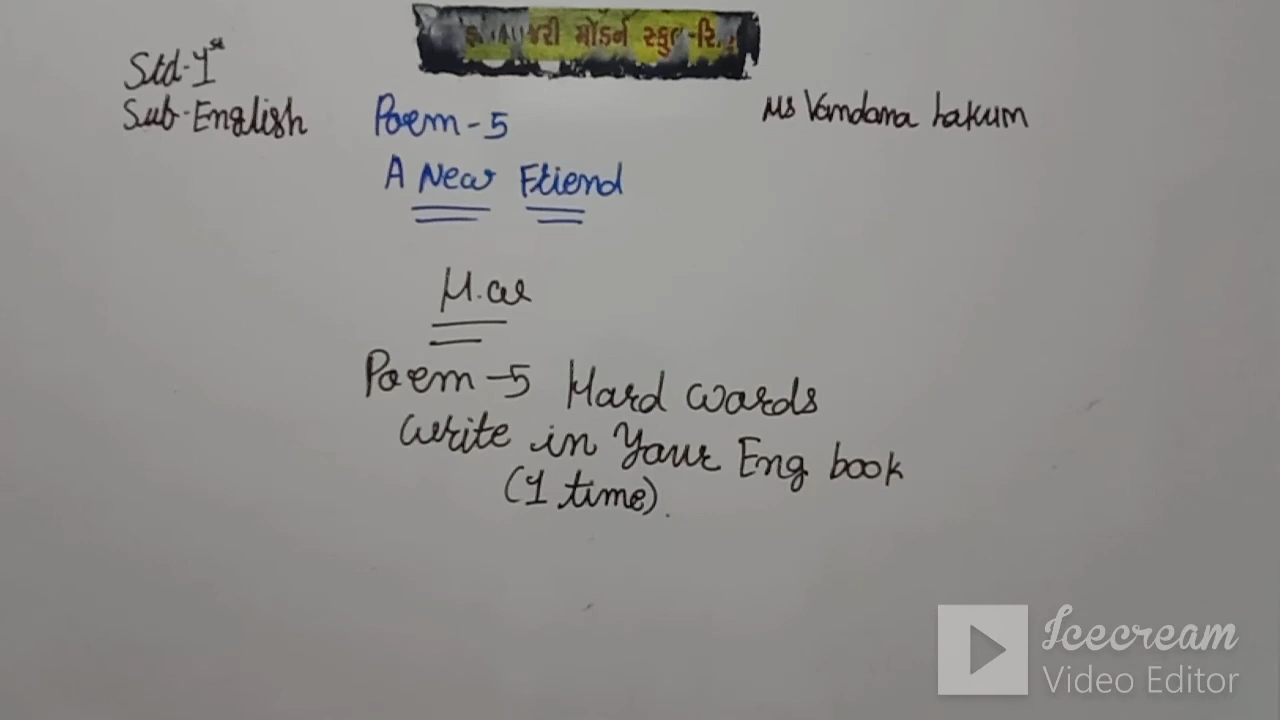 મોડર્ન સ્કુલ
Std-1st
Sub-English
Poem-5
Ms Vandana Lakum
A New Friend
H.W
Poem-5 Hard words
write in Your Eng book
(1 time).
Icecream
Video Editor